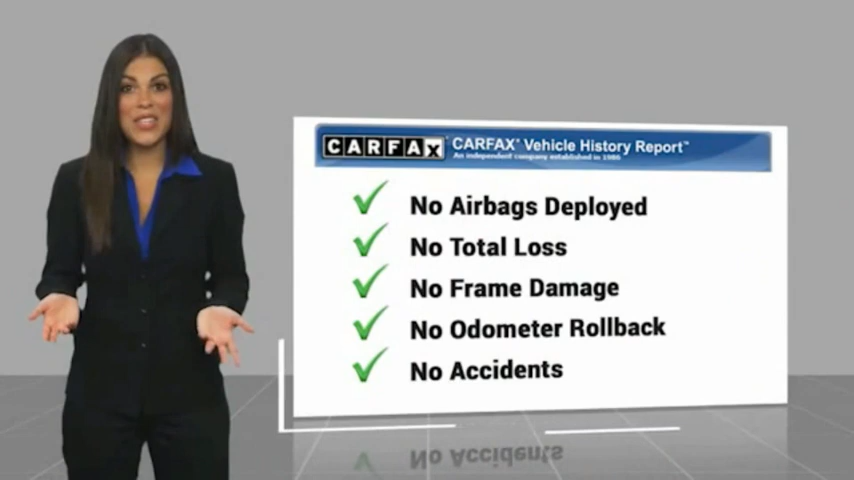 CARFAX CARFAX® Vehicle History Report™
An independent company established in 1986
No Airbags Deployed
No Total Loss
No Frame Damage
No Odometer Rollback
No Accidents
No Accidents